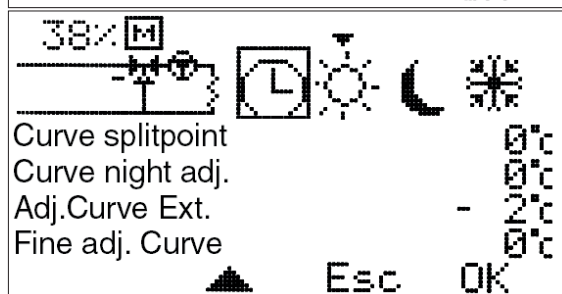 38% M
Curve splitpoint 0°c
Curve night adj. 0°c
Adj.Curve Ext. - 2°c
Fine adj. Curve 0°c
Esc OK